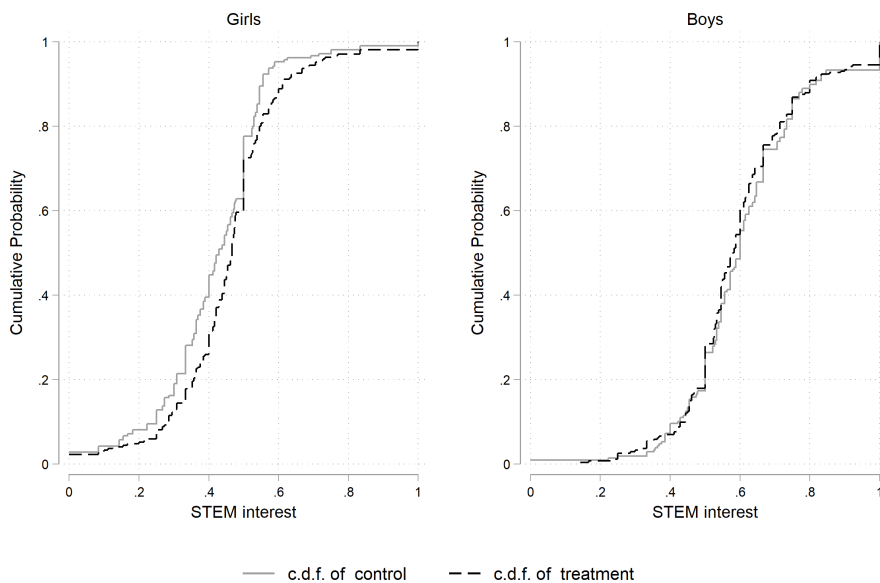 Girls
Boys
Cumulative Probability
1
.8
.6
.4
.2
0
0 .2 .4 .6 .8 1
STEM interest
Cumulative Probability
1
.8
.6
.4
.2
0
0 .2 .4 .6 .8 1
STEM interest
c.d.f. of control
c.d.f. of treatment